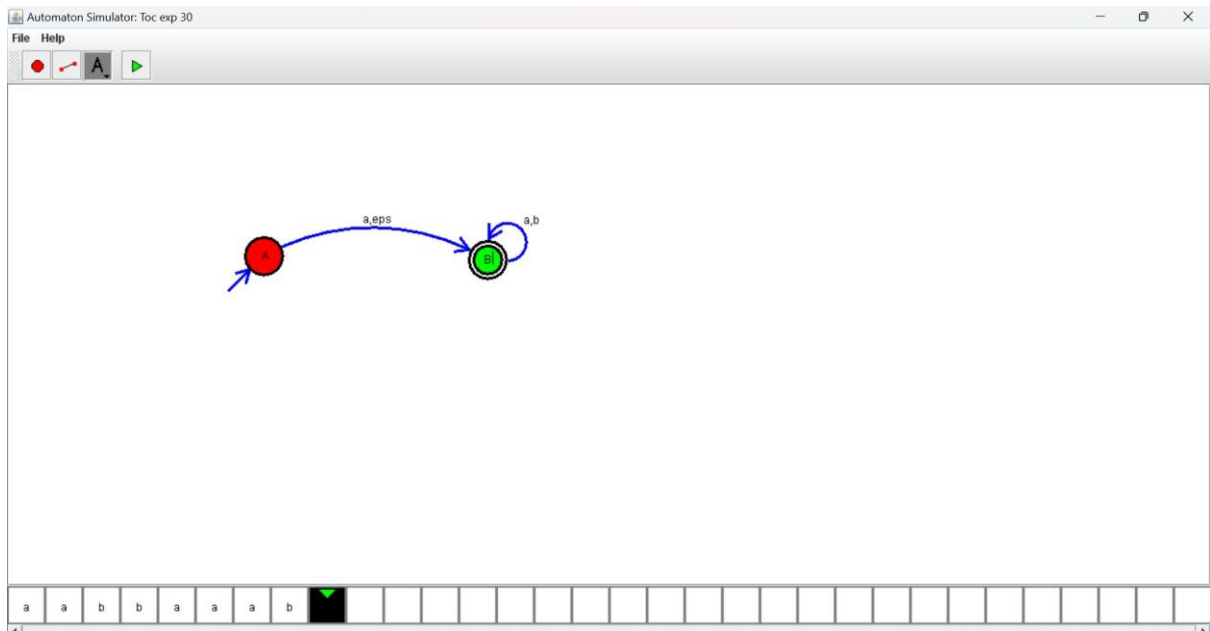 Automaton Simulator: Toc exp 30
File Help
A
a,eps
a,b
A
B
a a b b a a a b